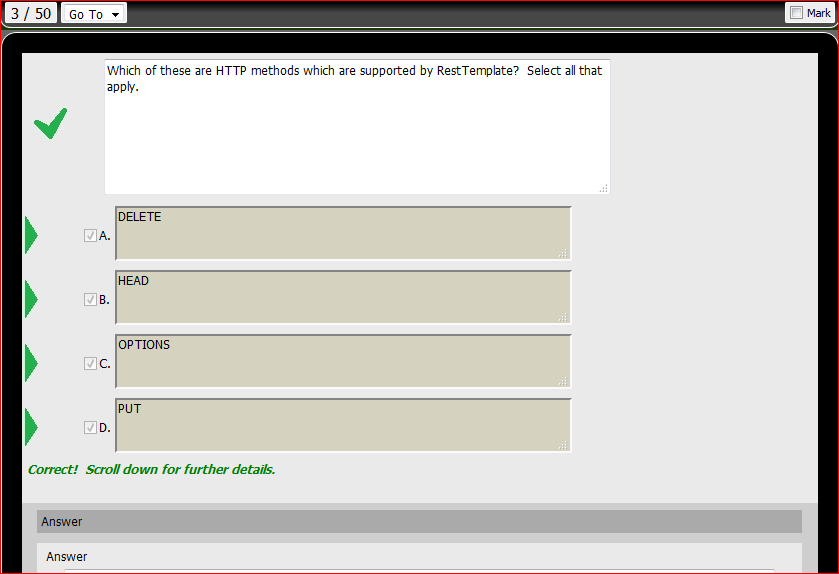 3 / 50 Go To Mark
Which of these are HTTP methods which are supported by RestTemplate? Select all that
apply.
A. DELETE
B. HEAD
C. OPTIONS
D. PUT
Correct! Scroll down for further details.
Answer
Answer